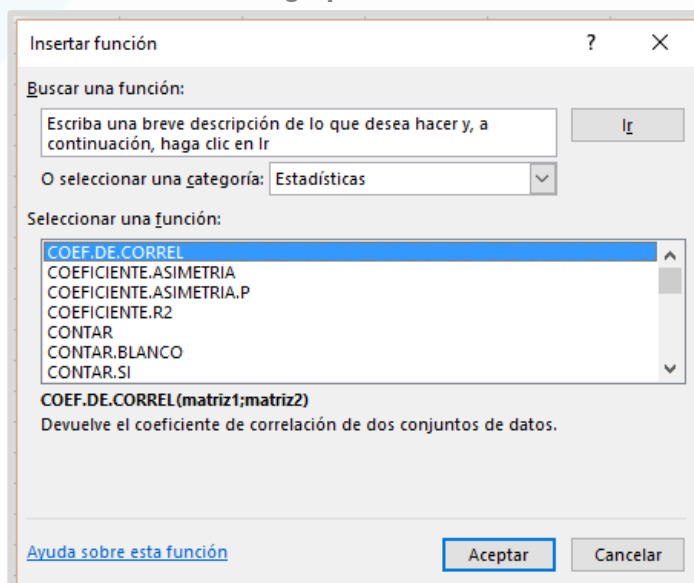 Insertar función ? ×
Buscar una función:
Escriba una breve descripción de lo que desea hacer y, a
continuación, haga clic en Ir
Ir
O seleccionar una categoría: Estadísticas
Seleccionar una función:
COEF.DE.CORREL
COEFICIENTE.ASIMETRIA
COEFICIENTE.ASIMETRIA.P
COEFICIENTE.R2
CONTAR
CONTAR.BLANCO
CONTAR.SI
COEF.DE.CORREL(matriz1;matriz2)
Devuelve el coeficiente de correlación de dos conjuntos de datos.
Ayuda sobre esta función
Aceptar Cancelar